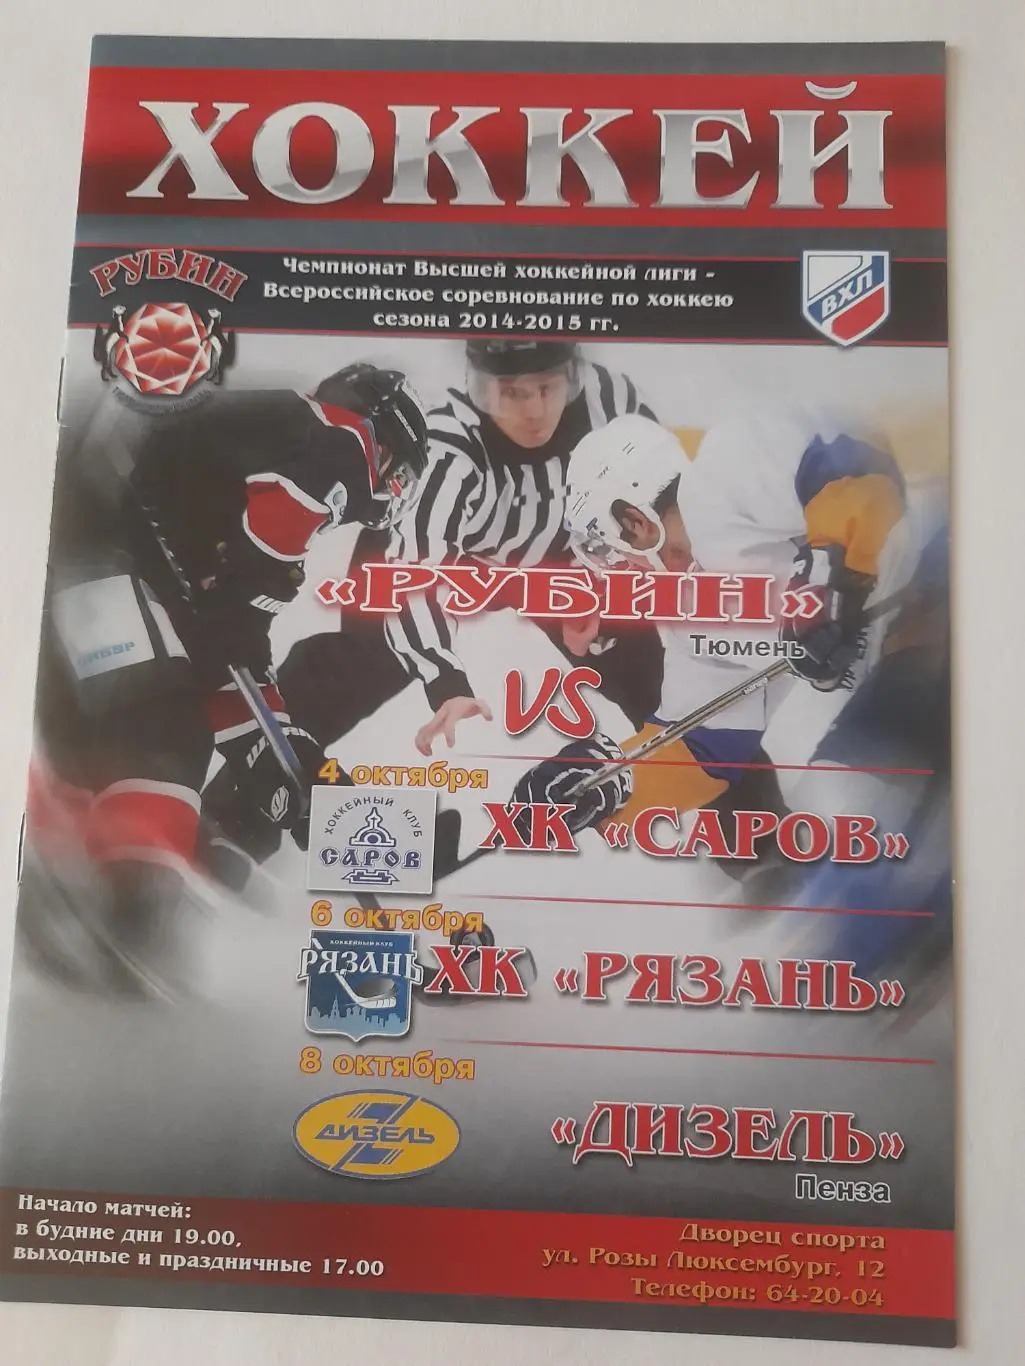 ХОККЕЙ
РУБИН
Чемпионат Высшей хоккейной лиги -
Всероссийское соревнование по хоккею
сезона 2014-2015 гг.
ВХЛ
«РУБИН»
Тюмень
VS
4 октября
ХОККЕЙНЫЙ КЛУБ
САРОВ
ХК «САРОВ»
6 октября
ХОККЕЙНЫЙ КЛУБ
РЯЗАНЬ
ХК «РЯЗАНЬ»
8 октября
ДИЗЕЛЬ
«ДИЗЕЛЬ»
Пенза
Начало матчей:
в будние дни 19.00,
выходные и праздничные 17.00
Дворец спорта
ул. Розы Люксембург, 12
Телефон: 64-20-04